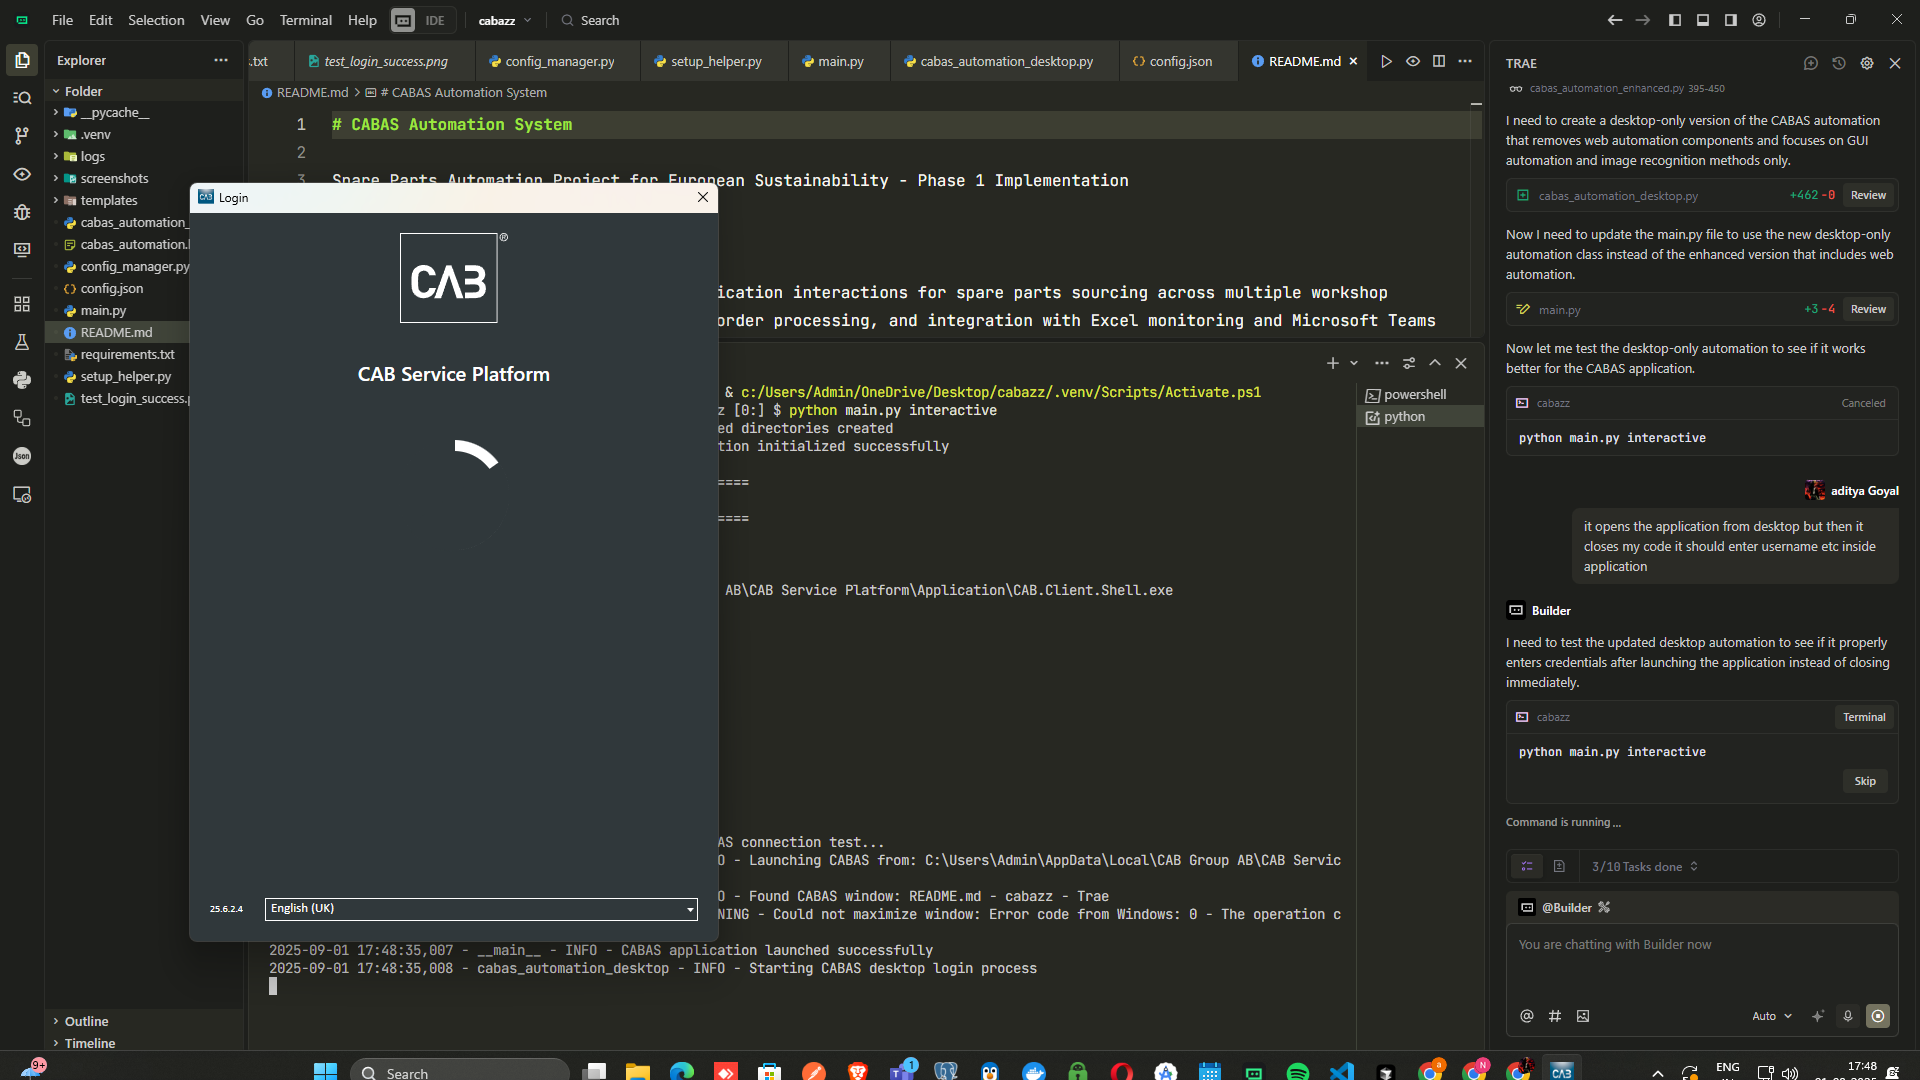 File Edit Selection View Go Terminal Help IDE cabazz Search
Explorer
Folder
__pycache__
.venv
logs
screenshots
templates
cabas_automation_
cabas_automation.l
config_manager.py
config.json
main.py
README.md
requirements.txt
setup_helper.py
test_login_success.p
Outline
Timeline
s.txt test_login_success.png config_manager.py setup_helper.py main.py cabas_automation_desktop.py config.json README.md
README.md > # CABAS Automation System
1 # CABAS Automation System
2
3 Spare Parts Automation Project for European Sustainability - Phase 1 Implementation
ication interactions for spare parts sourcing across multiple workshop
order processing, and integration with Excel monitoring and Microsoft Teams
Login
CAB ®
CAB Service Platform
25.6.2.4 English (UK)
& c:/Users/Admin/OneDrive/Desktop/cabazz/.venv/Scripts/Activate.ps1
z [0:] $ python main.py interactive
ed directories created
tion initialized successfully
====
====
AB\CAB Service Platform\Application\CAB.Client.Shell.exe
AS connection test...
O - Launching CABAS from: C:\Users\Admin\AppData\Local\CAB Group AB\CAB Servic
O - Found CABAS window: README.md - cabazz - Trae
NING - Could not maximize window: Error code from Windows: 0 - The operation c
2025-09-01 17:48:35,007 - __main__ - INFO - CABAS application launched successfully
2025-09-01 17:48:35,008 - cabas_automation_desktop - INFO - Starting CABAS desktop login process
powershell
python
TRAE
cabas_automation_enhanced.py 395-450
I need to create a desktop-only version of the CABAS automation
that removes web automation components and focuses on GUI
automation and image recognition methods only.
cabas_automation_desktop.py +462 -0 Review
Now I need to update the main.py file to use the new desktop-only
automation class instead of the enhanced version that includes web
automation.
main.py +3 -4 Review
Now let me test the desktop-only automation to see if it works
better for the CABAS application.
cabazz Canceled
python main.py interactive
aditya Goyal
it opens the application from desktop but then it
closes my code it should enter username etc inside
application
Builder
I need to test the updated desktop automation to see if it properly
enters credentials after launching the application instead of closing
immediately.
cabazz Terminal
python main.py interactive
Skip
Command is running ...
3/10 Tasks done
@Builder
You are chatting with Builder now
Auto
9+ Search 1 ENG 17:48